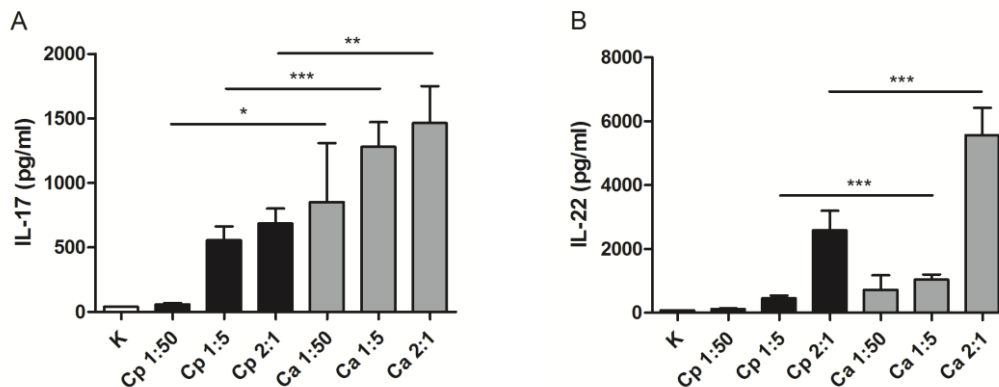 A
IL-17 (pg/ml)
2000
1500
1000
500
0
**
***
*
K
Cp 1:50
Cp 1:5
Cp 2:1
Ca 1:50
Ca 1:5
Ca 2:1
B
IL-22 (pg/ml)
8000
6000
4000
2000
0
***
***
K
Cp 1:50
Cp 1:5
Cp 2:1
Ca 1:50
Ca 1:5
Ca 2:1